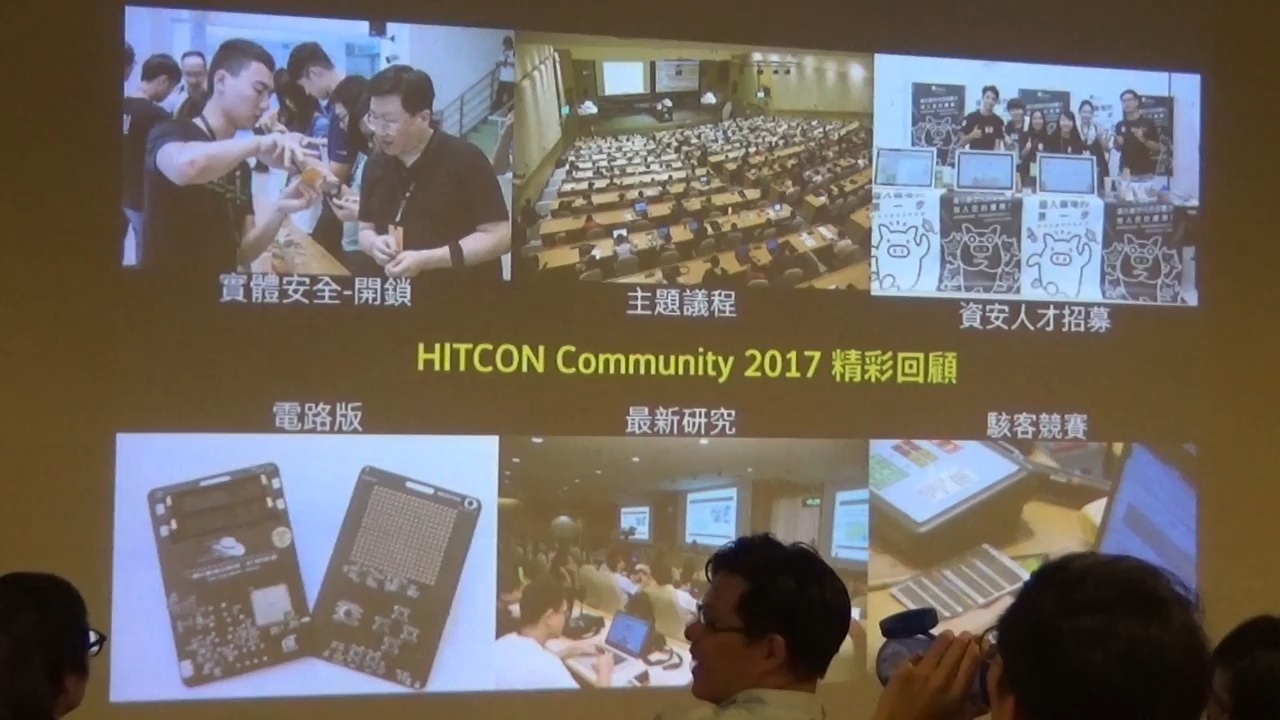 實體安全-開鎖
主題議程
資安人才招募
HITCON Community 2017 精彩回顧
電路版
最新研究
駭客競賽